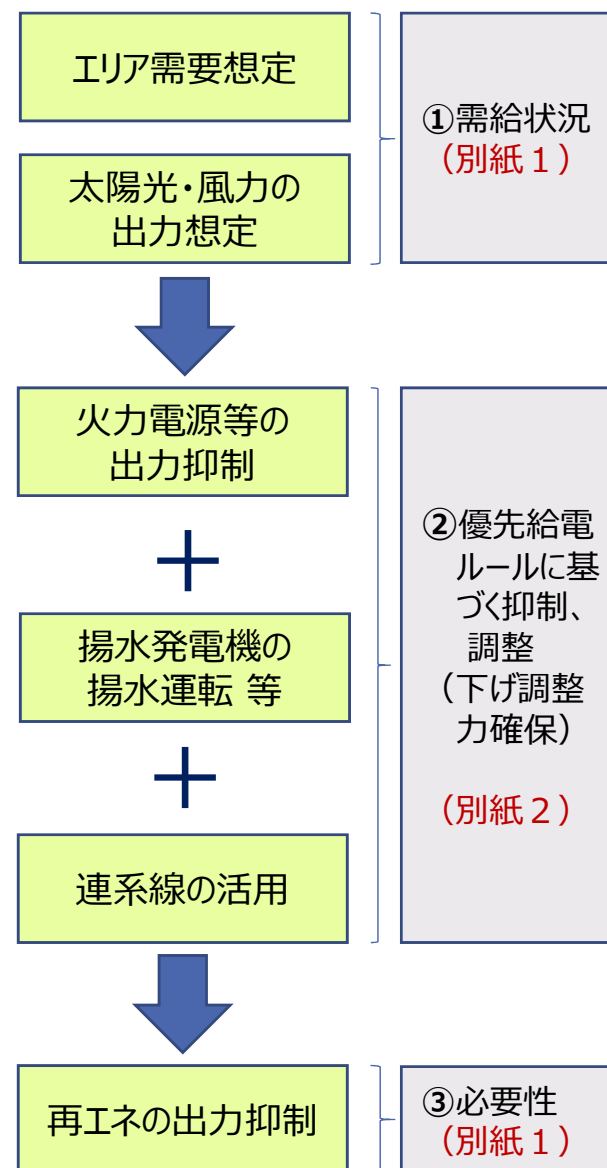 エリア需要想定
太陽光・風力の
出力想定
①需給状況
（別紙１）
火力電源等の
出力抑制
＋
揚水発電機の
揚水運転 等
＋
連系線の活用
②優先給電
ルールに基
づく抑制、
調整
（下げ調整
力確保）
（別紙２）
再エネの出力抑制
③必要性
（別紙１）